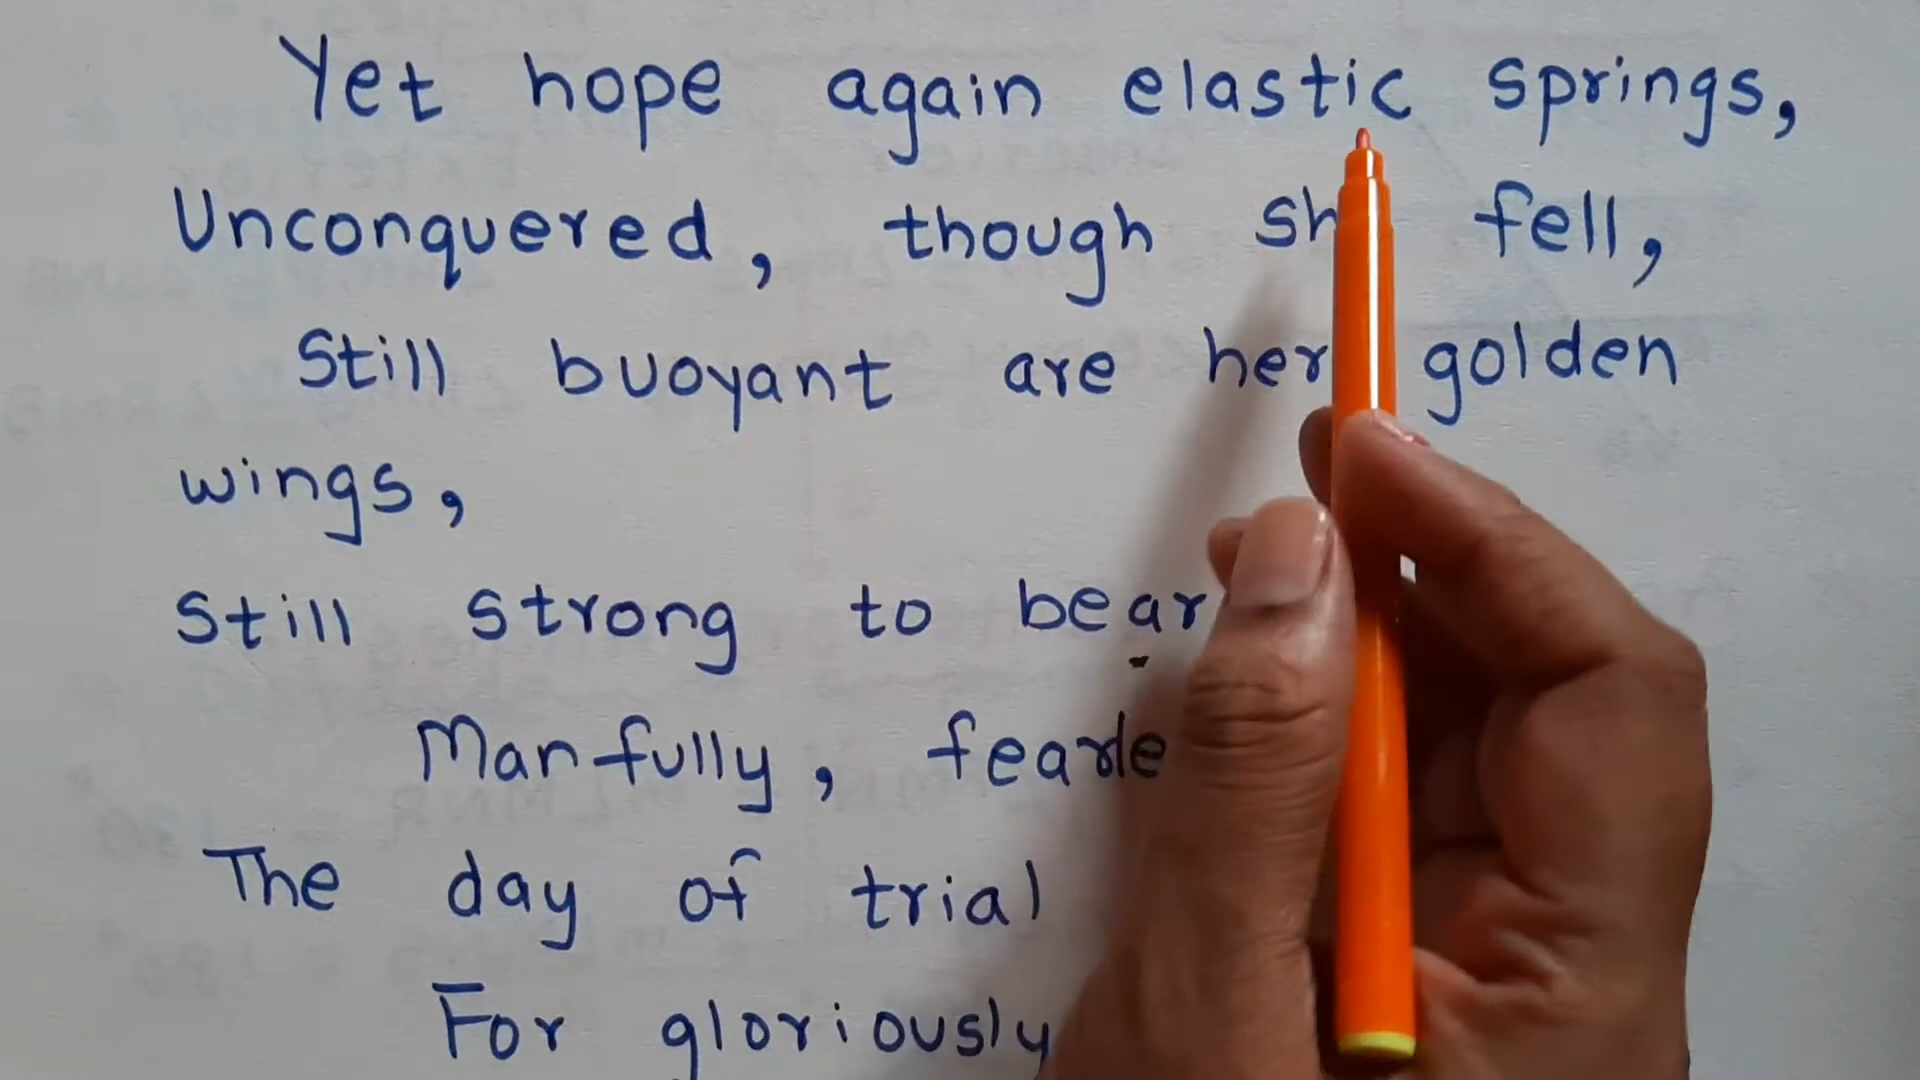 Yet hope again elastic springs,
Unconquered, though sh fell,
Still buoyant are her golden
wings,
Still strong to bear
Manfully, fearle
The day of trial
For gloriously